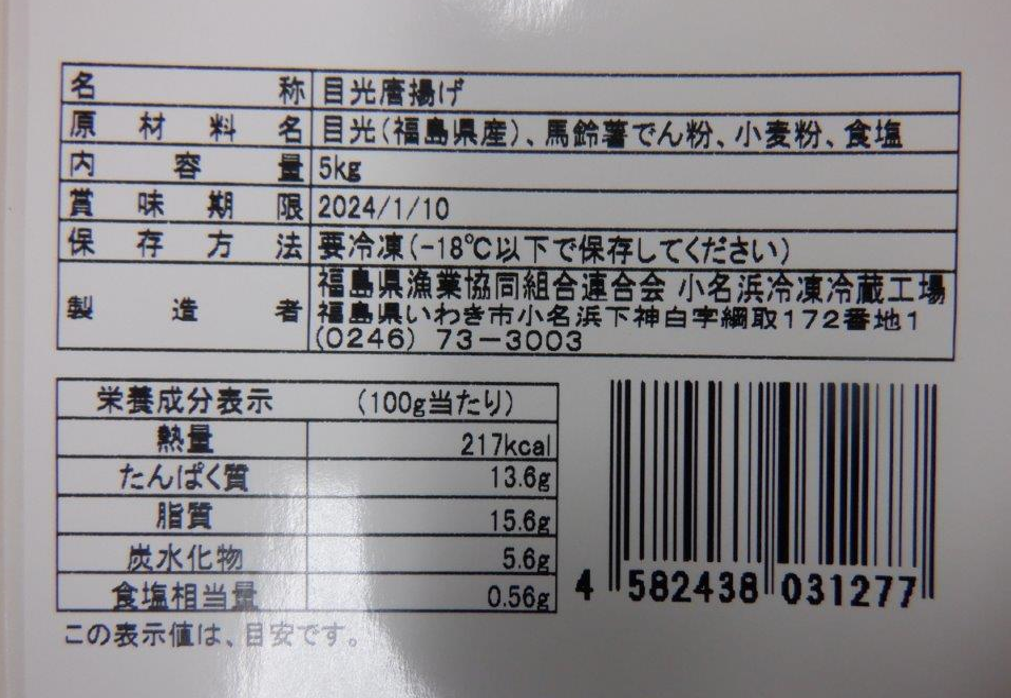 名称 目光唐揚げ
原材料名 目光(福島県産)、馬鈴薯でん粉、小麦粉、食塩
内容量 5kg
賞味期限 2024/1/10
保存方法 要冷凍(-18℃以下で保存してください)
製造者 福島県漁業協同組合連合会 小名浜冷凍冷蔵工場
福島県いわき市小名浜下神白字綱取172番地1
(0246) 73-3003
栄養成分表示 (100g当たり)
熱量 217kcal
たんぱく質 13.6g
脂質 15.6g
炭水化物 5.6g
食塩相当量 0.56g
この表示値は、目安です。
4 582438 031277